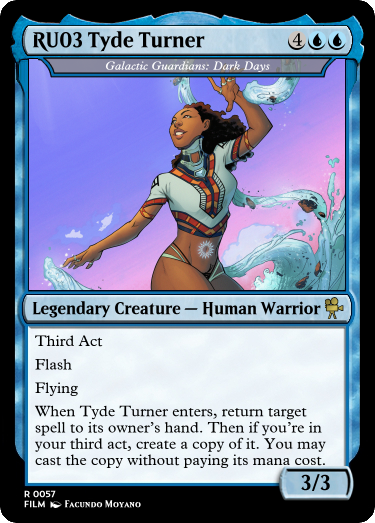 RU03 Tyde Turner 4
Galactic Guardians: Dark Days
Legendary Creature — Human Warrior
Third Act
Flash
Flying
When Tyde Turner enters, return target
spell to its owner's hand. Then if you're in
your third act, create a copy of it. You may
cast the copy without paying its mana cost.
3/3
R 0057
FILM Facundo Moyano